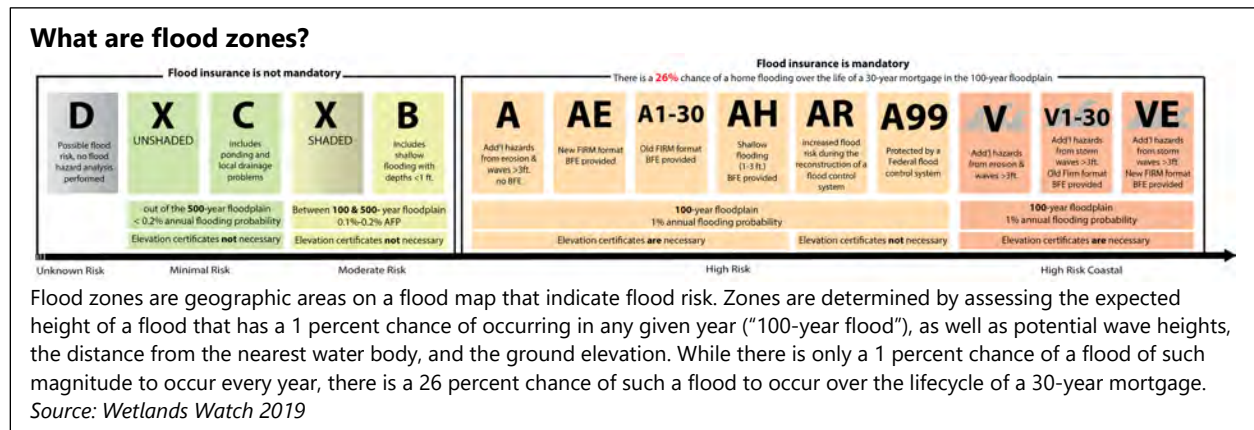 What are flood zones?
Flood insurance is not mandatory
Flood insurance is mandatory
There is a 26% chance of a home flooding over the life of a 30-year mortgage in the 100-year floodplain
D
Possible flood
risk, no flood
hazard analysis
performed
X
UNSHADED
C
Includes
ponding and
local drainage
problems
X
SHADED
B
Includes
shallow
flooding with
depths <1 ft.
A
Add'l hazards
from erosion &
waves >3ft.
no BFE.
AE
New FIRM format
BFE provided
A1-30
Old FIRM format
BFE provided
AH
Shallow
flooding
(1-3 ft.)
BFE provided
AR
Increased flood
risk during the
reconstruction of a
flood control
system
A99
Protected by a
Federal flood
control system
V
Add'l hazards
from erosion &
waves >3ft.
V1-30
Add'l hazards
from storm
waves >3ft.
Old Firm format
BFE provided
VE
Add'l hazards
from storm
waves >3ft.
New FIRM format
BFE provided
out of the 500-year floodplain
< 0.2% annual flooding probability
Elevation certificates not necessary
Between 100 & 500- year floodplain
0.1%-0.2% AFP
Elevation certificates not necessary
100-year floodplain
1% annual flooding probability
Elevation certificates are necessary
Elevation certificates not necessary
100-year floodplain
1% annual flooding probability
Elevation certificates are necessary
Unknown Risk
Minimal Risk
Moderate Risk
High Risk
High Risk Coastal
Flood zones are geographic areas on a flood map that indicate flood risk. Zones are determined by assessing the expected
height of a flood that has a 1 percent chance of occurring in any given year (“100-year flood”), as well as potential wave heights,
the distance from the nearest water body, and the ground elevation. While there is only a 1 percent chance of a flood of such
magnitude to occur every year, there is a 26 percent chance of such a flood to occur over the lifecycle of a 30-year mortgage.
Source: Wetlands Watch 2019